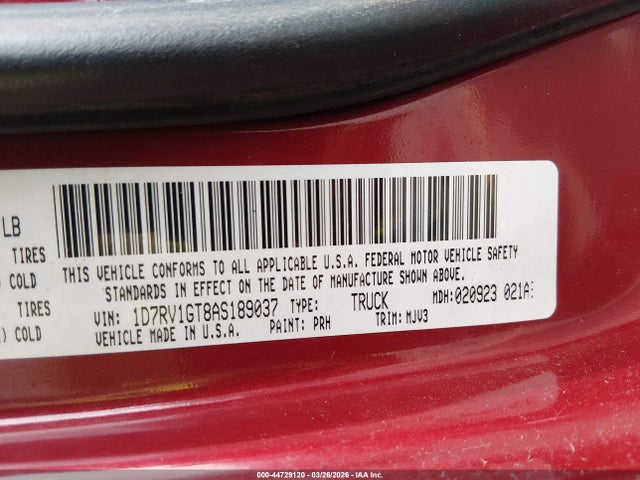 LB
TIRES
COLD
TIRES
) COLD
THIS VEHICLE CONFORMS TO ALL APPLICABLE U.S.A. FEDERAL MOTOR VEHICLE SAFETY
STANDARDS IN EFFECT ON THE DATE OF MANUFACTURE SHOWN ABOVE.
VIN: 1D7RV1GT8AS189037 TYPE: TRUCK MDH:020923 021A
VEHICLE MADE IN U.S.A. PAINT: PRH TRIM: MJV3
000-44729120 | 03/26/2026 | IAA Inc.